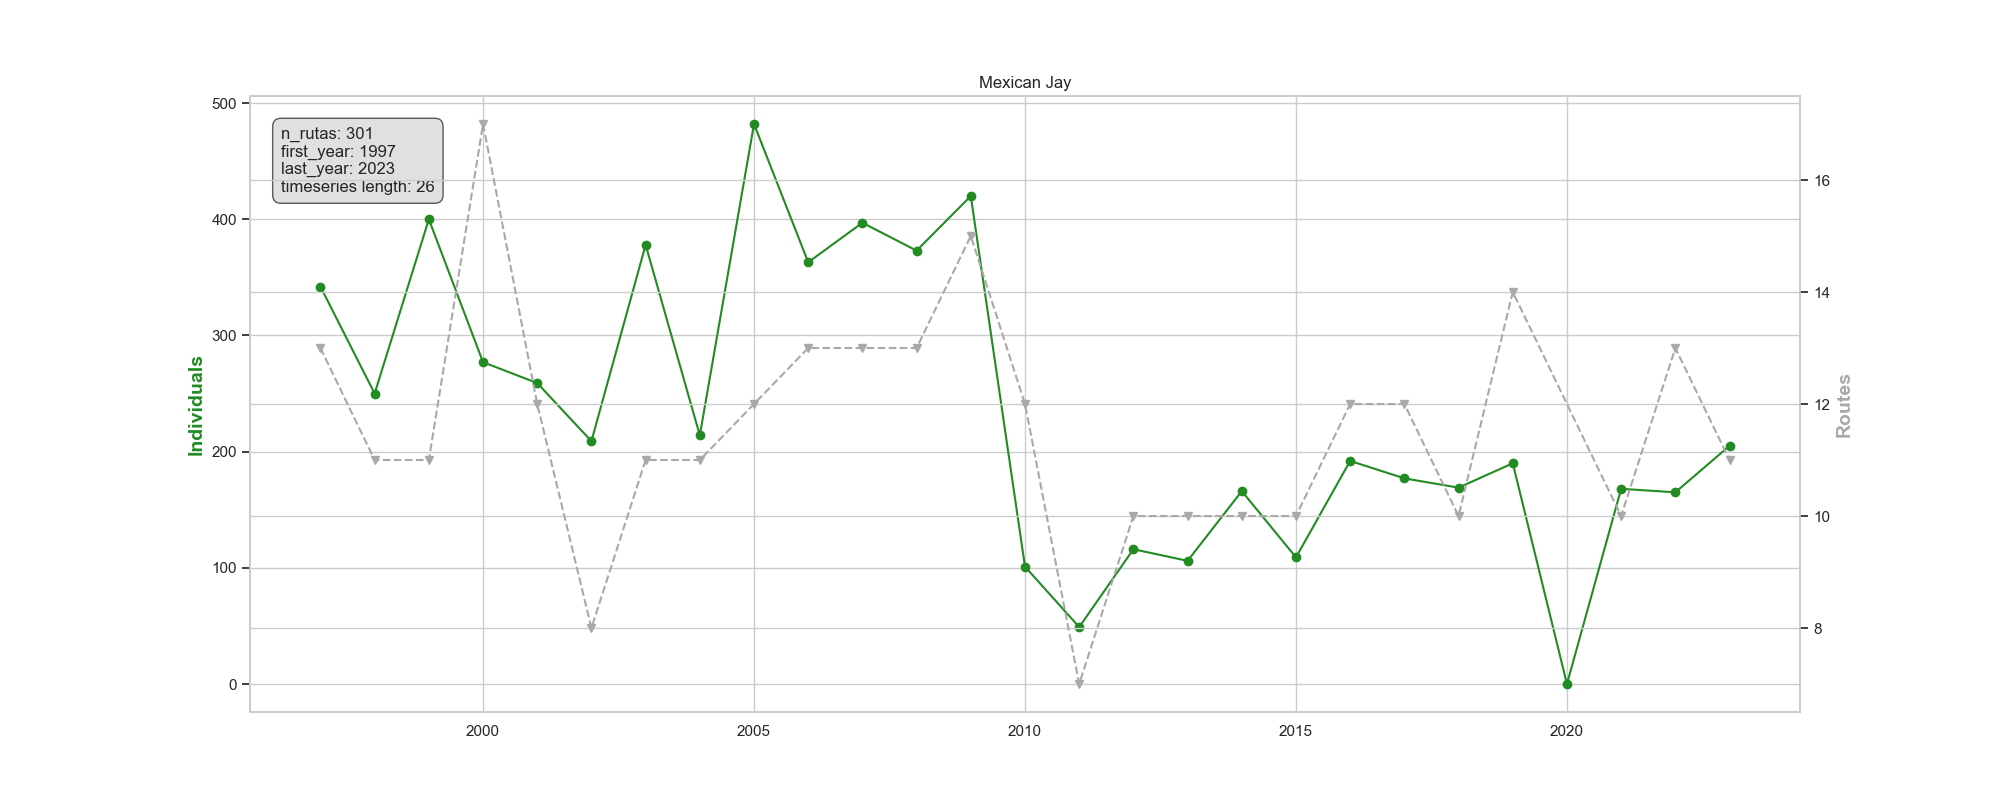 Mexican Jay
n_rutas: 301
first_year: 1997
last_year: 2023
timeseries length: 26
500
400
300
200
100
0
Individuals
16
14
12
10
8
Routes
2000
2005
2010
2015
2020